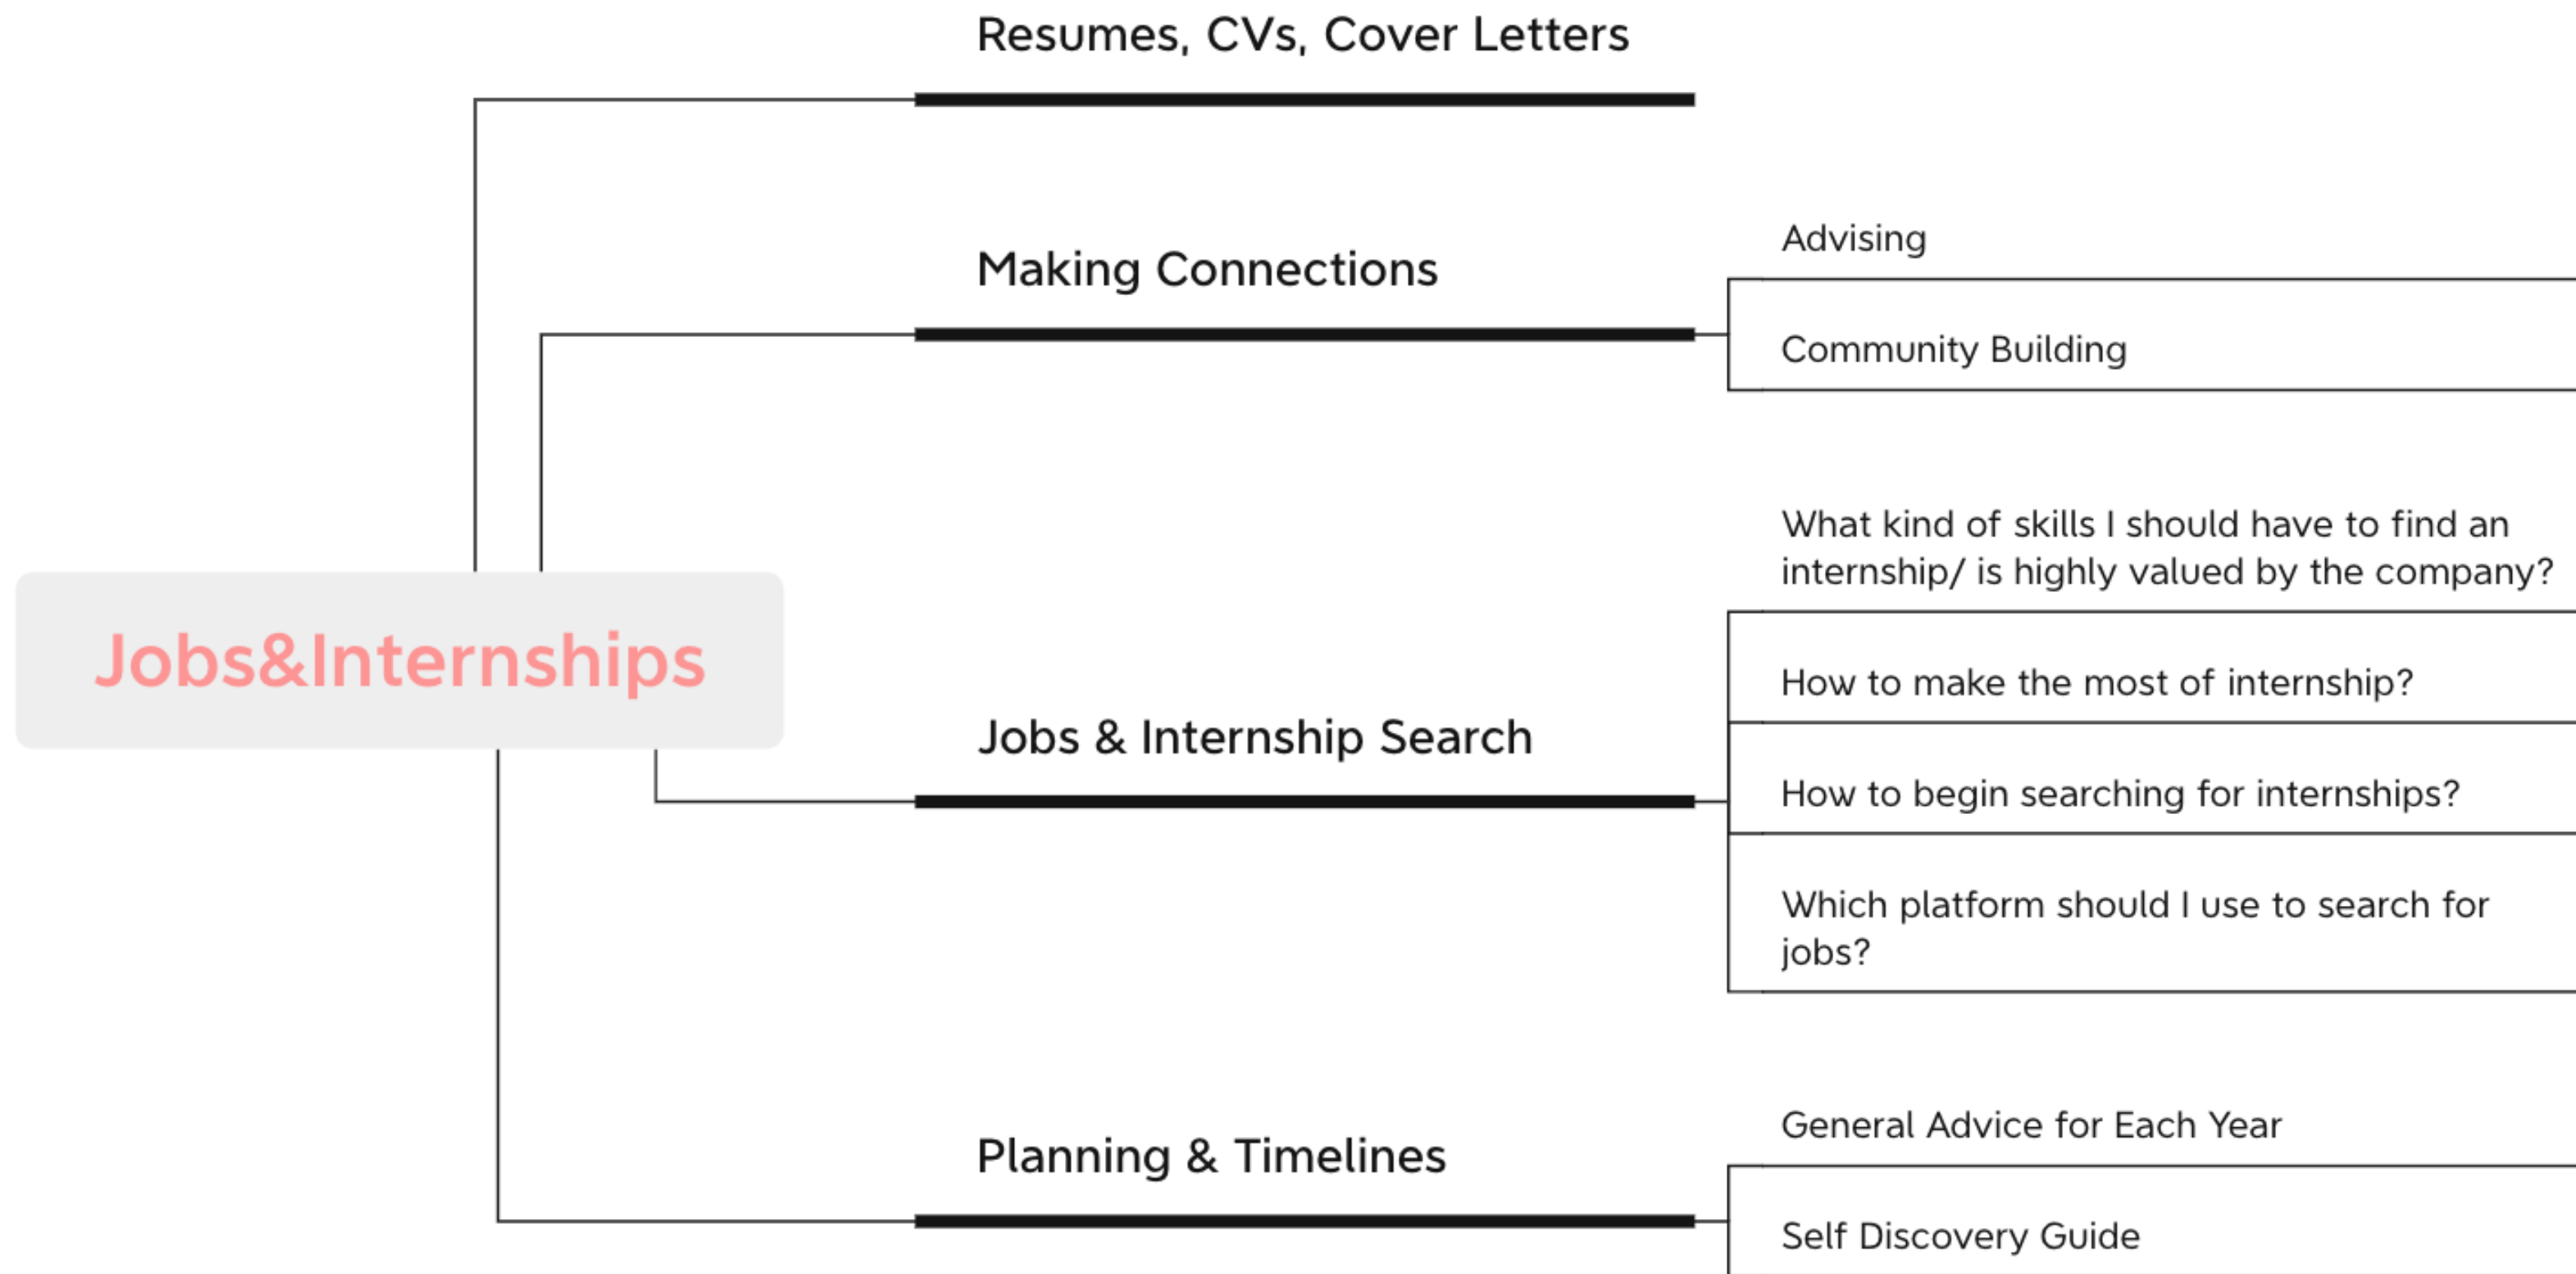 Resumes, CVs, Cover Letters
Making Connections
Advising
Community Building
Jobs&Internships
Jobs & Internship Search
What kind of skills I should have to find an
internship/ is highly valued by the company?
How to make the most of internship?
How to begin searching for internships?
Which platform should I use to search for
jobs?
Planning & Timelines
General Advice for Each Year
Self Discovery Guide